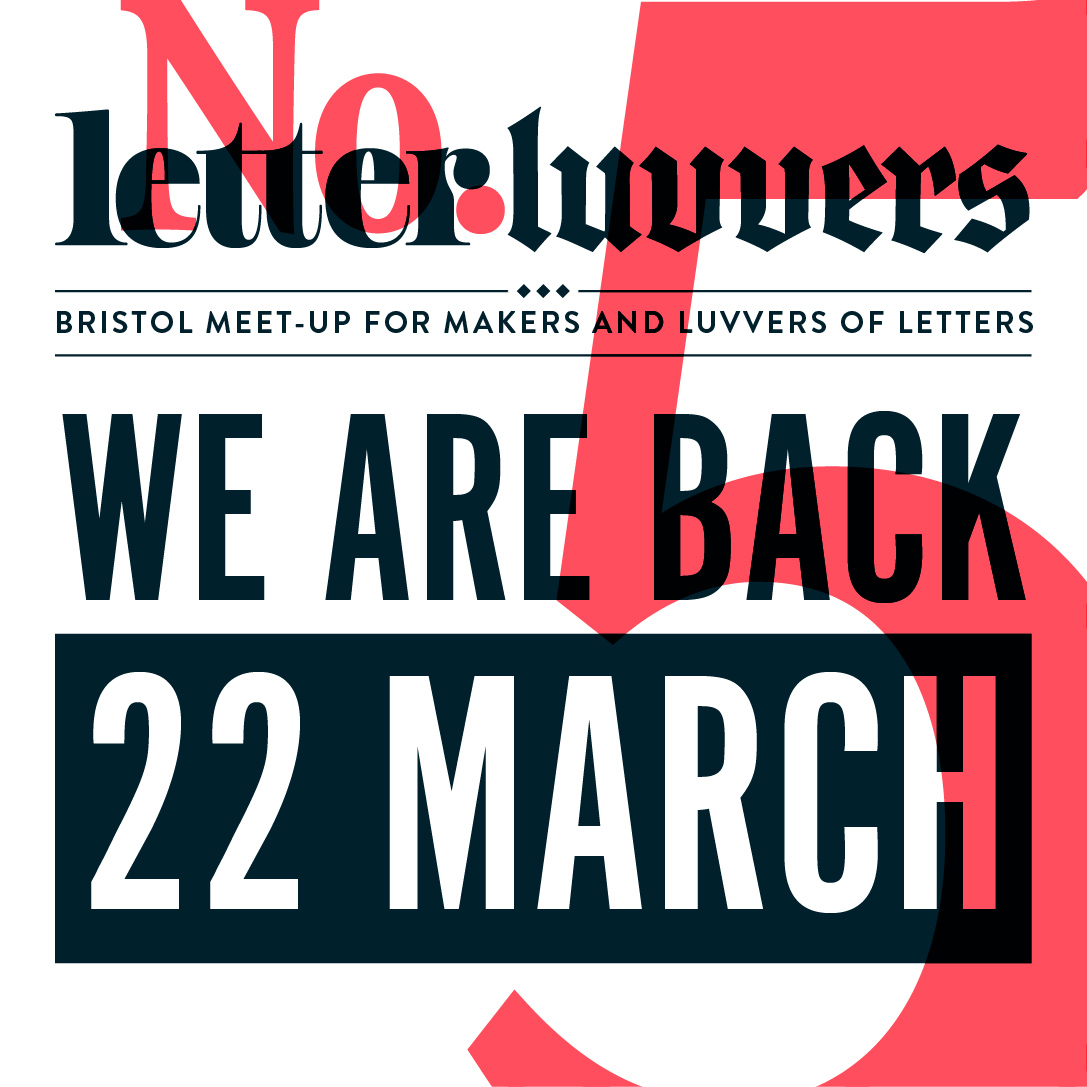 No. 5
letter.luvvers
BRISTOL MEET-UP FOR MAKERS AND LUVVERS OF LETTERS
WE ARE BACK
22 MARCH